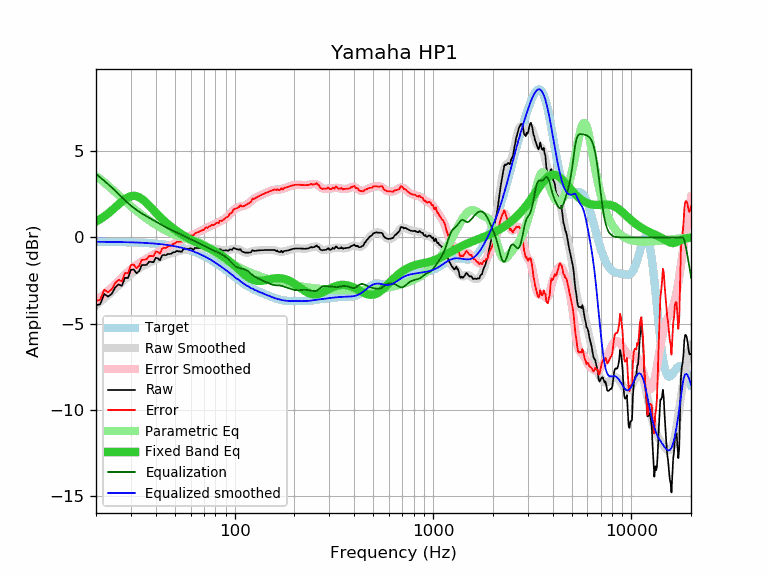 Yamaha HP1
Amplitude (dBr)
5
0
−5
−10
−15
Target
Raw Smoothed
Error Smoothed
Raw
Error
Parametric Eq
Fixed Band Eq
Equalization
Equalized smoothed
100
1000
10000
Frequency (Hz)